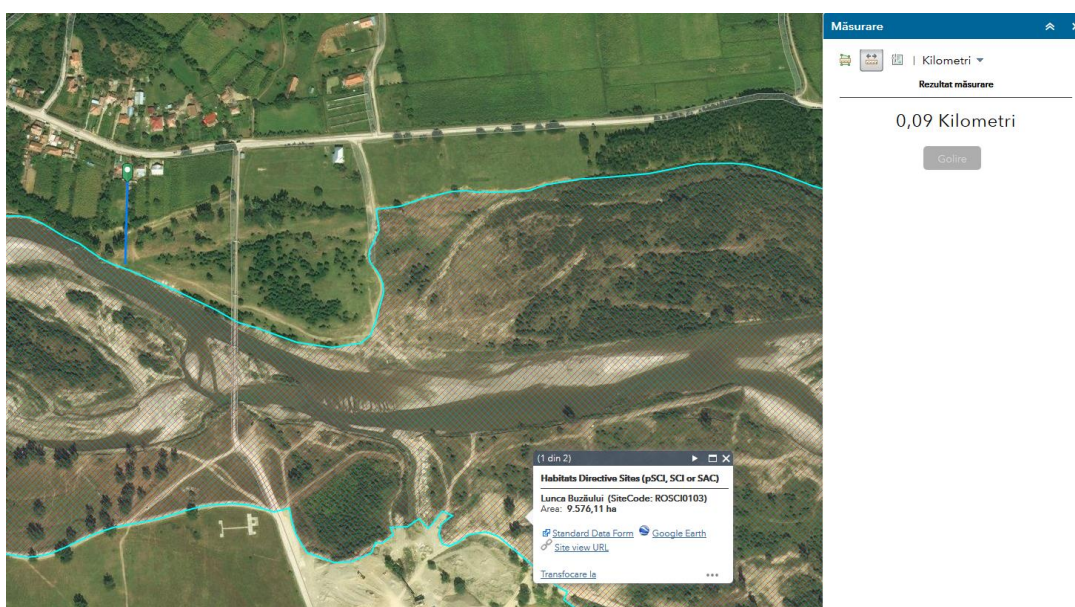 Măsurare
| Kilometri
Rezultat măsurare
0,09 Kilometri
Golire
(1 din 2)
Habitats Directive Sites (pSCI, SCI or SAC)
Lunca Buzăului (SiteCode: ROSCI0103)
Area: 9.576,11 ha
Standard Data Form Google Earth
Site view URL
Transfocare la